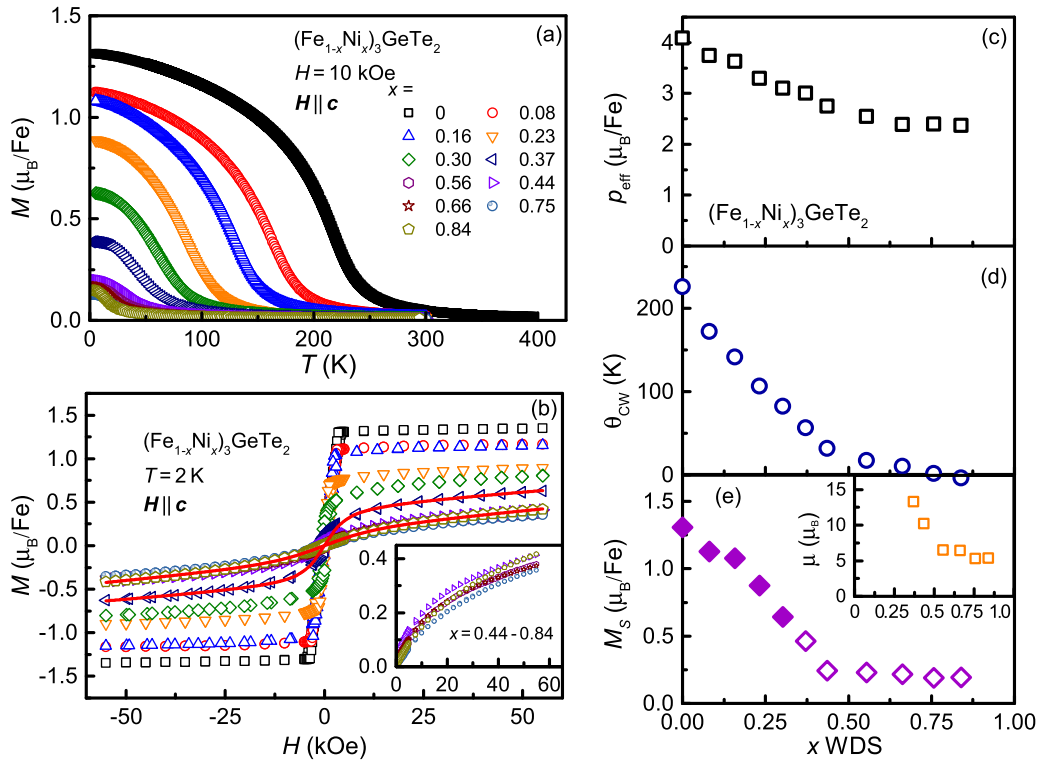 (a)
(Fe1-xNix)3GeTe2
H = 10 kOe
H || c
x =
0 0.08
0.16 0.23
0.30 0.37
0.56 0.44
0.66 0.75
0.84
M (μB/Fe)
1.5
1.0
0.5
0.0
0 100 200 300 400
T (K)
(b)
(Fe1-xNix)3GeTe2
T = 2 K
H || c
M (μB/Fe)
1.5
1.0
0.5
0.0
-0.5
-1.0
-1.5
-50 -25 0 25 50
H (kOe)
0.4
0.2
0.0
x = 0.44 - 0.84
0 20 40 60
(c)
peff (μB/Fe)
4
3
2
1
0
(Fe1-xNix)3GeTe2
(d)
θCW (K)
200
100
0
(e)
MS (μB/Fe)
1.5
1.0
0.5
0.0
0.00 0.25 0.50 0.75 1.00
x WDS
μ (μB)
15
10
5
0
0.0 0.25 0.5 0.75 1.0